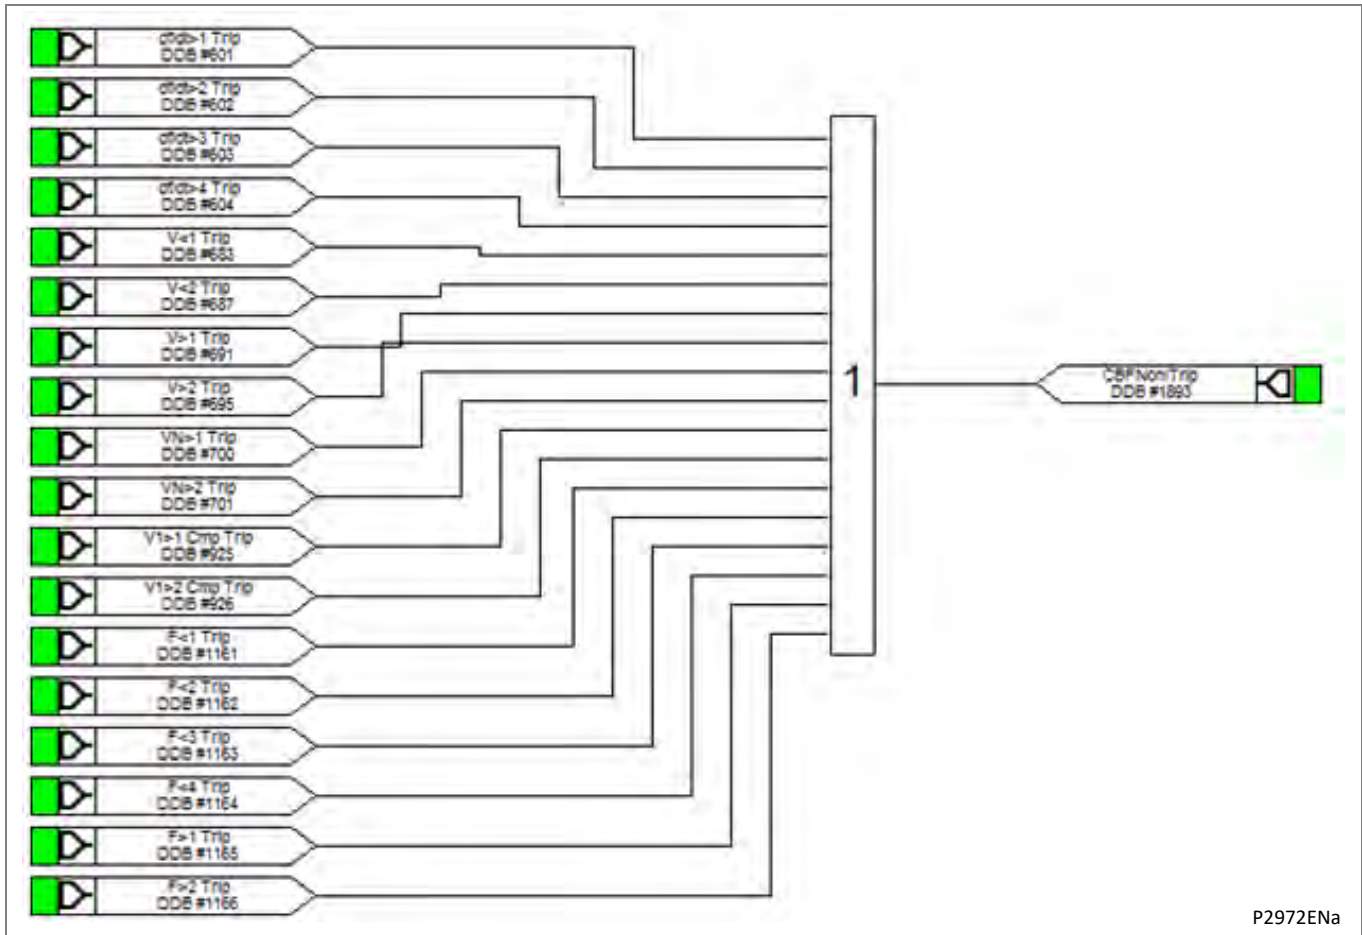 df/dt>1 Trip
DDB #601
df/dt>2 Trip
DDB #602
df/dt>3 Trip
DDB #603
df/dt>4 Trip
DDB #604
V<1 Trip
DDB #683
V<2 Trip
DDB #687
V>1 Trip
DDB #691
V>2 Trip
DDB #695
VN>1 Trip
DDB #700
VN>2 Trip
DDB #701
V1>1 Cmp Trip
DDB #925
V1>2 Cmp Trip
DDB #926
F<1 Trip
DDB #1161
F<2 Trip
DDB #1162
F<3 Trip
DDB #1163
F<4 Trip
DDB #1164
F>1 Trip
DDB #1165
F>2 Trip
DDB #1166
1
CBFNonITrip
DDB #1893
P2972ENa